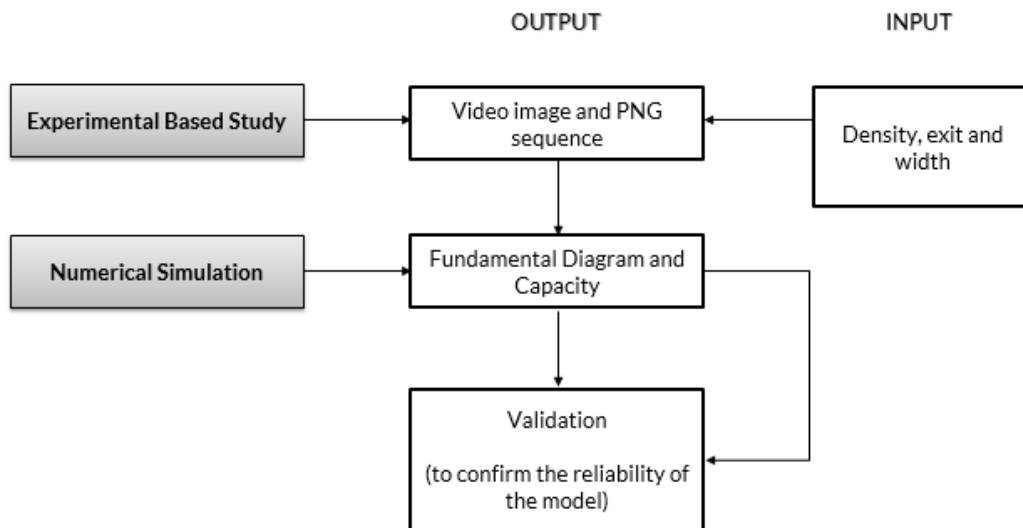 OUTPUT
INPUT
Experimental Based Study
Video image and PNG
sequence
Density, exit and
width
Numerical Simulation
Fundamental Diagram and
Capacity
Validation
(to confirm the reliability of
the model)